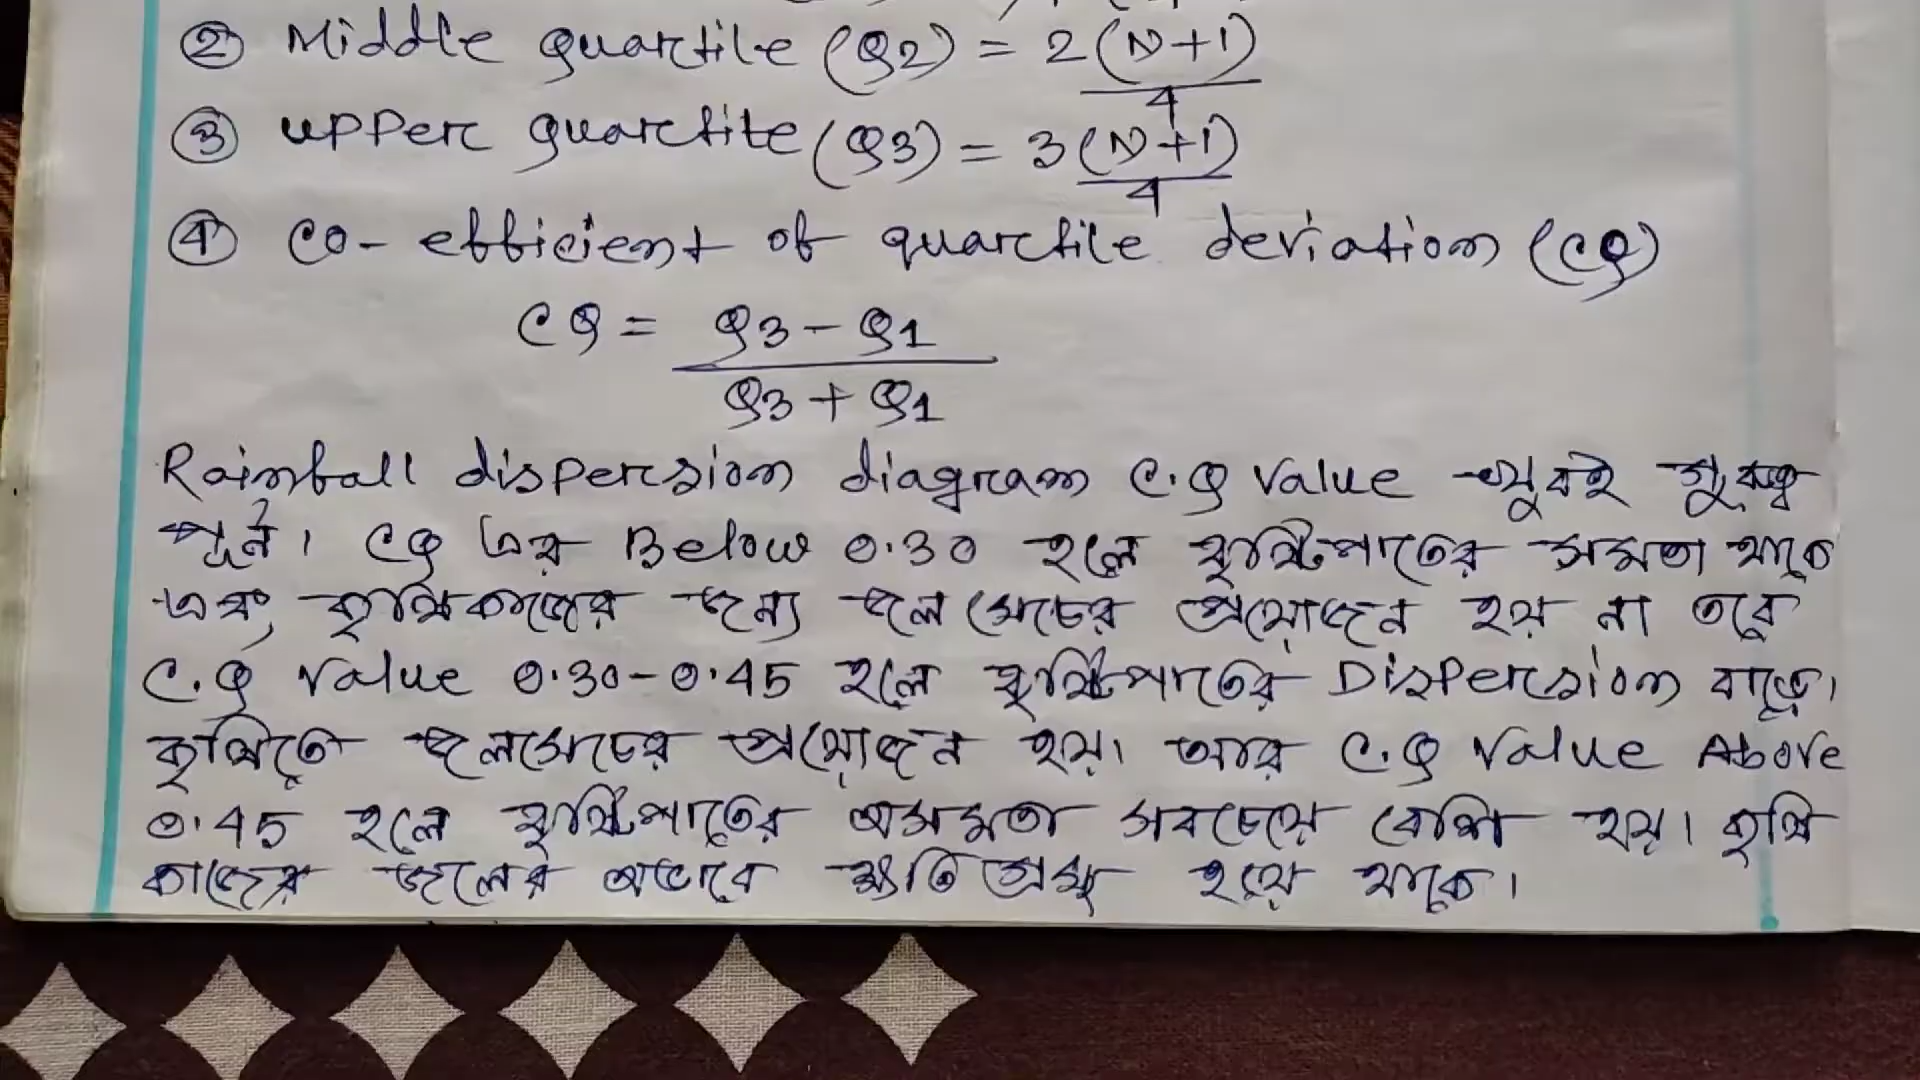 ② Middle quartile (Q2) = 2(N+1)/4
③ upper quartile (Q3) = 3(N+1)/4
④ co-efficient of quartile deviation (CQ)
CQ = Q3 - Q1 / Q3 + Q1
Rainfall dispersion diagram C.Q value খুবই গুরুত্ব
পূর্ন। CQ এর Below 0.30 হলে বৃষ্টিপাতের সমতা থাকে
এবং কৃষিকাজের জন্য জল সেচের প্রয়োজন হয় না তবে
C.Q value 0.30-0.45 হলে বৃষ্টিপাতের Dispersion বাড়ে।
কৃষিতে জলসেচের প্রয়োজন হয়। আর C.Q value Above
0.45 হলে বৃষ্টিপাতের অসমতা সবচেয়ে বেশি হয়। কৃষি
কাজের জলের অভাবে ক্ষতিগ্রস্ত হয়ে থাকে।